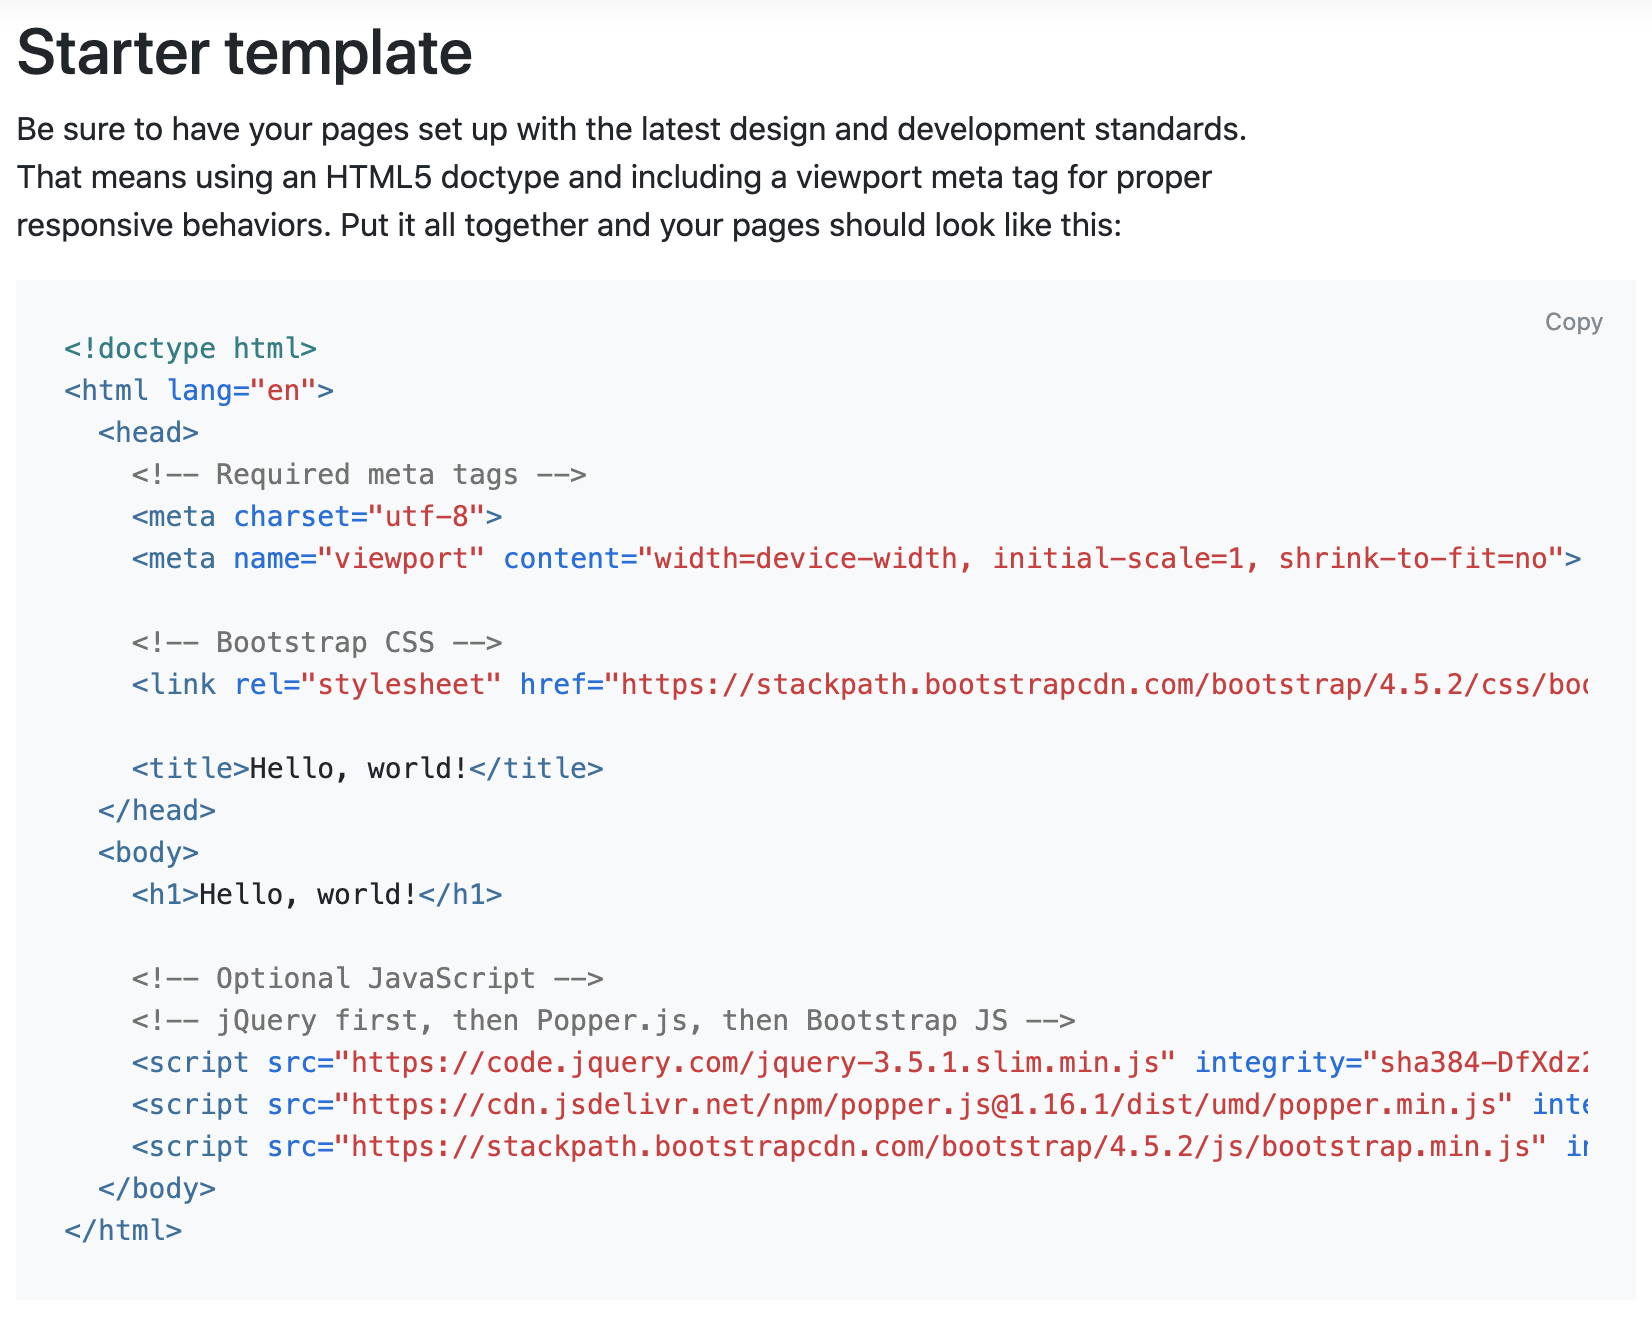 Starter template
Be sure to have your pages set up with the latest design and development standards.
That means using an HTML5 doctype and including a viewport meta tag for proper
responsive behaviors. Put it all together and your pages should look like this:
Copy
<!doctype html>
<html lang="en">
  <head>
    <!-- Required meta tags -->
    <meta charset="utf-8">
    <meta name="viewport" content="width=device-width, initial-scale=1, shrink-to-fit=no">
    <!-- Bootstrap CSS -->
    <link rel="stylesheet" href="https://stackpath.bootstrapcdn.com/bootstrap/4.5.2/css/boo
    <title>Hello, world!</title>
  </head>
  <body>
    <h1>Hello, world!</h1>
    <!-- Optional JavaScript -->
    <!-- jQuery first, then Popper.js, then Bootstrap JS -->
    <script src="https://code.jquery.com/jquery-3.5.1.slim.min.js" integrity="sha384-DfXdz2
    <script src="https://cdn.jsdelivr.net/npm/popper.js@1.16.1/dist/umd/popper.min.js" inte
    <script src="https://stackpath.bootstrapcdn.com/bootstrap/4.5.2/js/bootstrap.min.js" in
  </body>
</html>